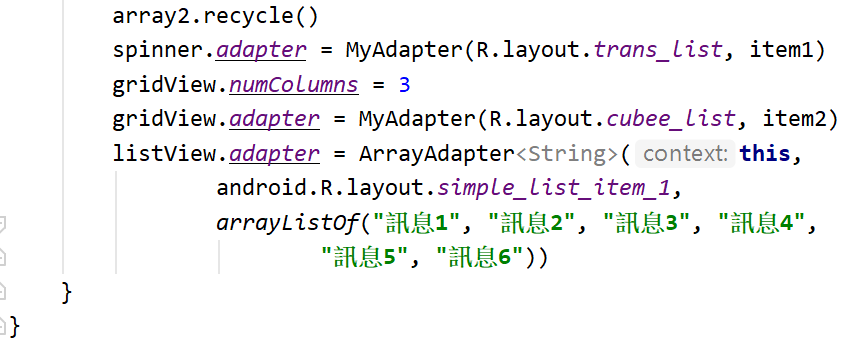 array2.recycle()
spinner.adapter = MyAdapter(R.layout.trans_list, item1)
gridView.numColumns = 3
gridView.adapter = MyAdapter(R.layout.cubee_list, item2)
listView.adapter = ArrayAdapter<String>( context: this,
android.R.layout.simple_list_item_1,
arrayListOf("訊息1", "訊息2", "訊息3", "訊息4",
"訊息5", "訊息6"))
}
}